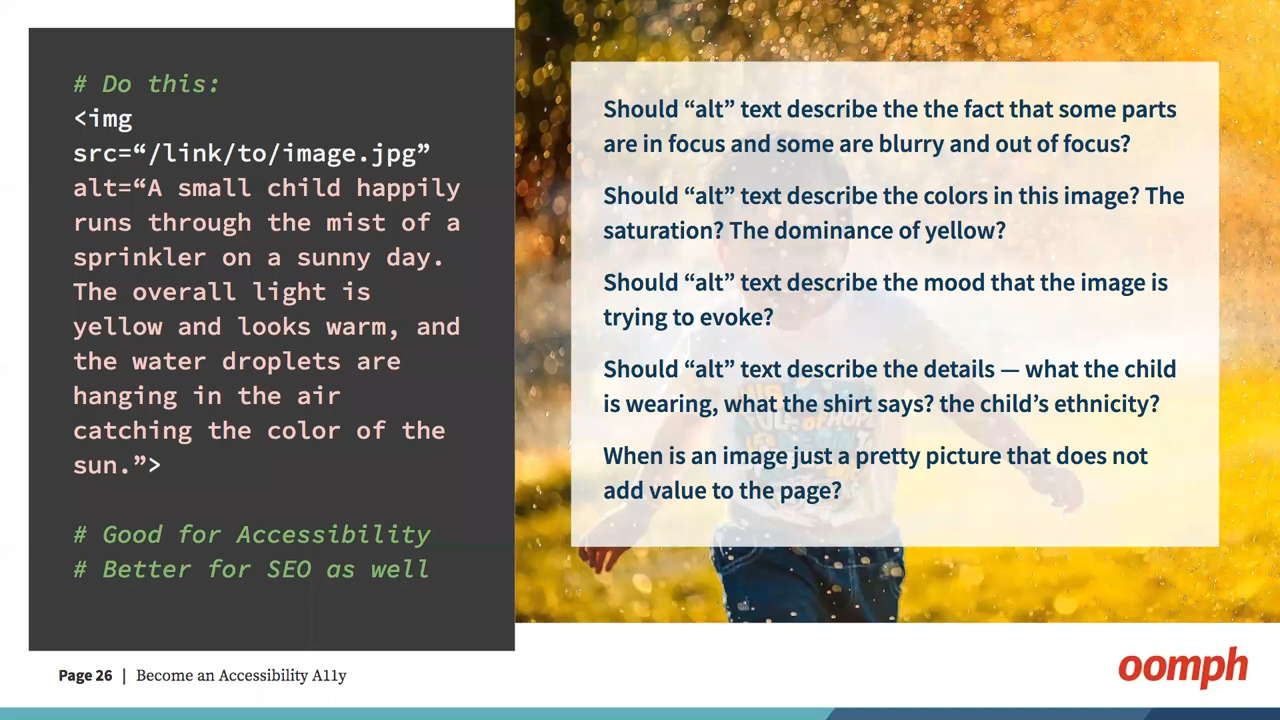 # Do this:
<img
src=“/link/to/image.jpg”
alt=“A small child happily
runs through the mist of a
sprinkler on a sunny day.
The overall light is
yellow and looks warm, and
the water droplets are
hanging in the air
catching the color of the
sun.”>
# Good for Accessibility
# Better for SEO as well
Should “alt” text describe the the fact that some parts
are in focus and some are blurry and out of focus?
Should “alt” text describe the colors in this image? The
saturation? The dominance of yellow?
Should “alt” text describe the mood that the image is
trying to evoke?
Should “alt” text describe the details — what the child
is wearing, what the shirt says? the child’s ethnicity?
When is an image just a pretty picture that does not
add value to the page?
Page 26 | Become an Accessibility A11y
oomph